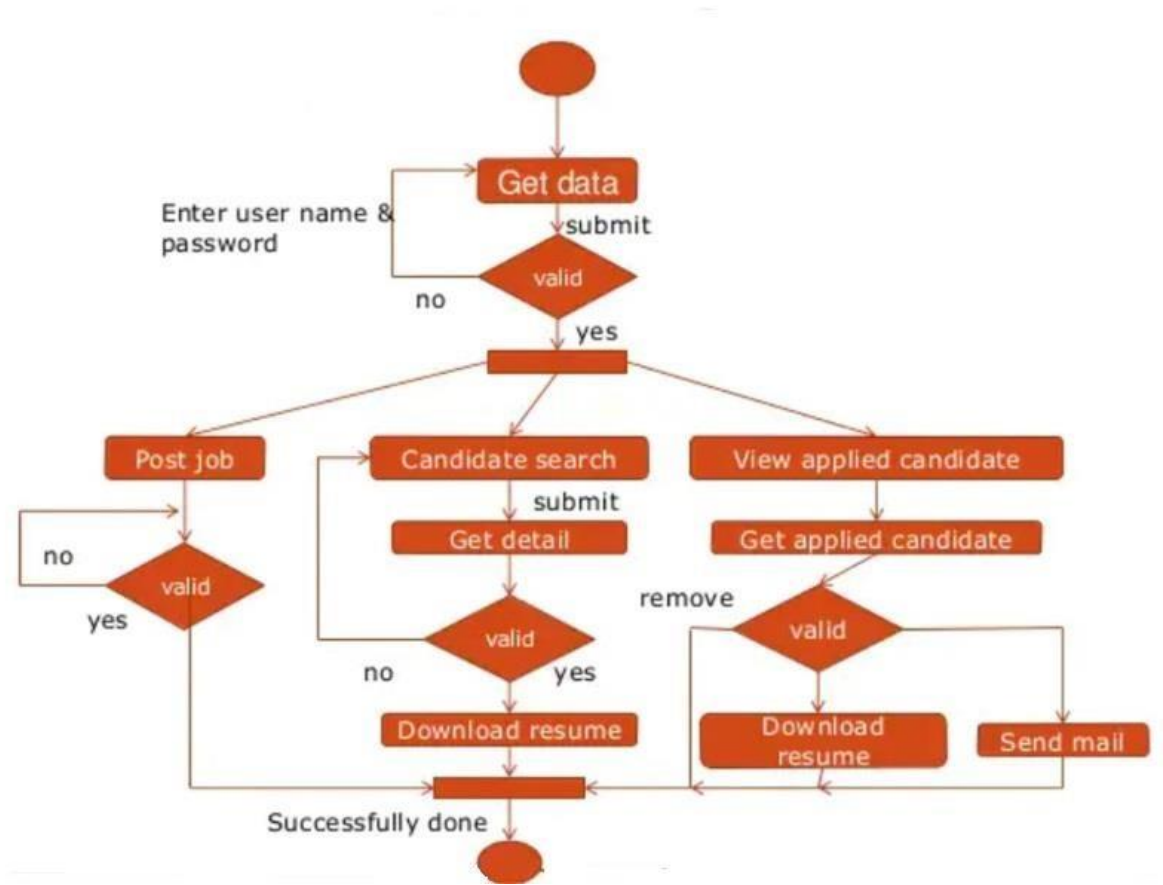 Get data
Enter user name &
password
submit
valid
no
yes
Post job
Candidate search
View applied candidate
submit
Get detail
Get applied candidate
no
valid
yes
remove
valid
valid
no
yes
Download resume
Download
resume
Send mail
Successfully done